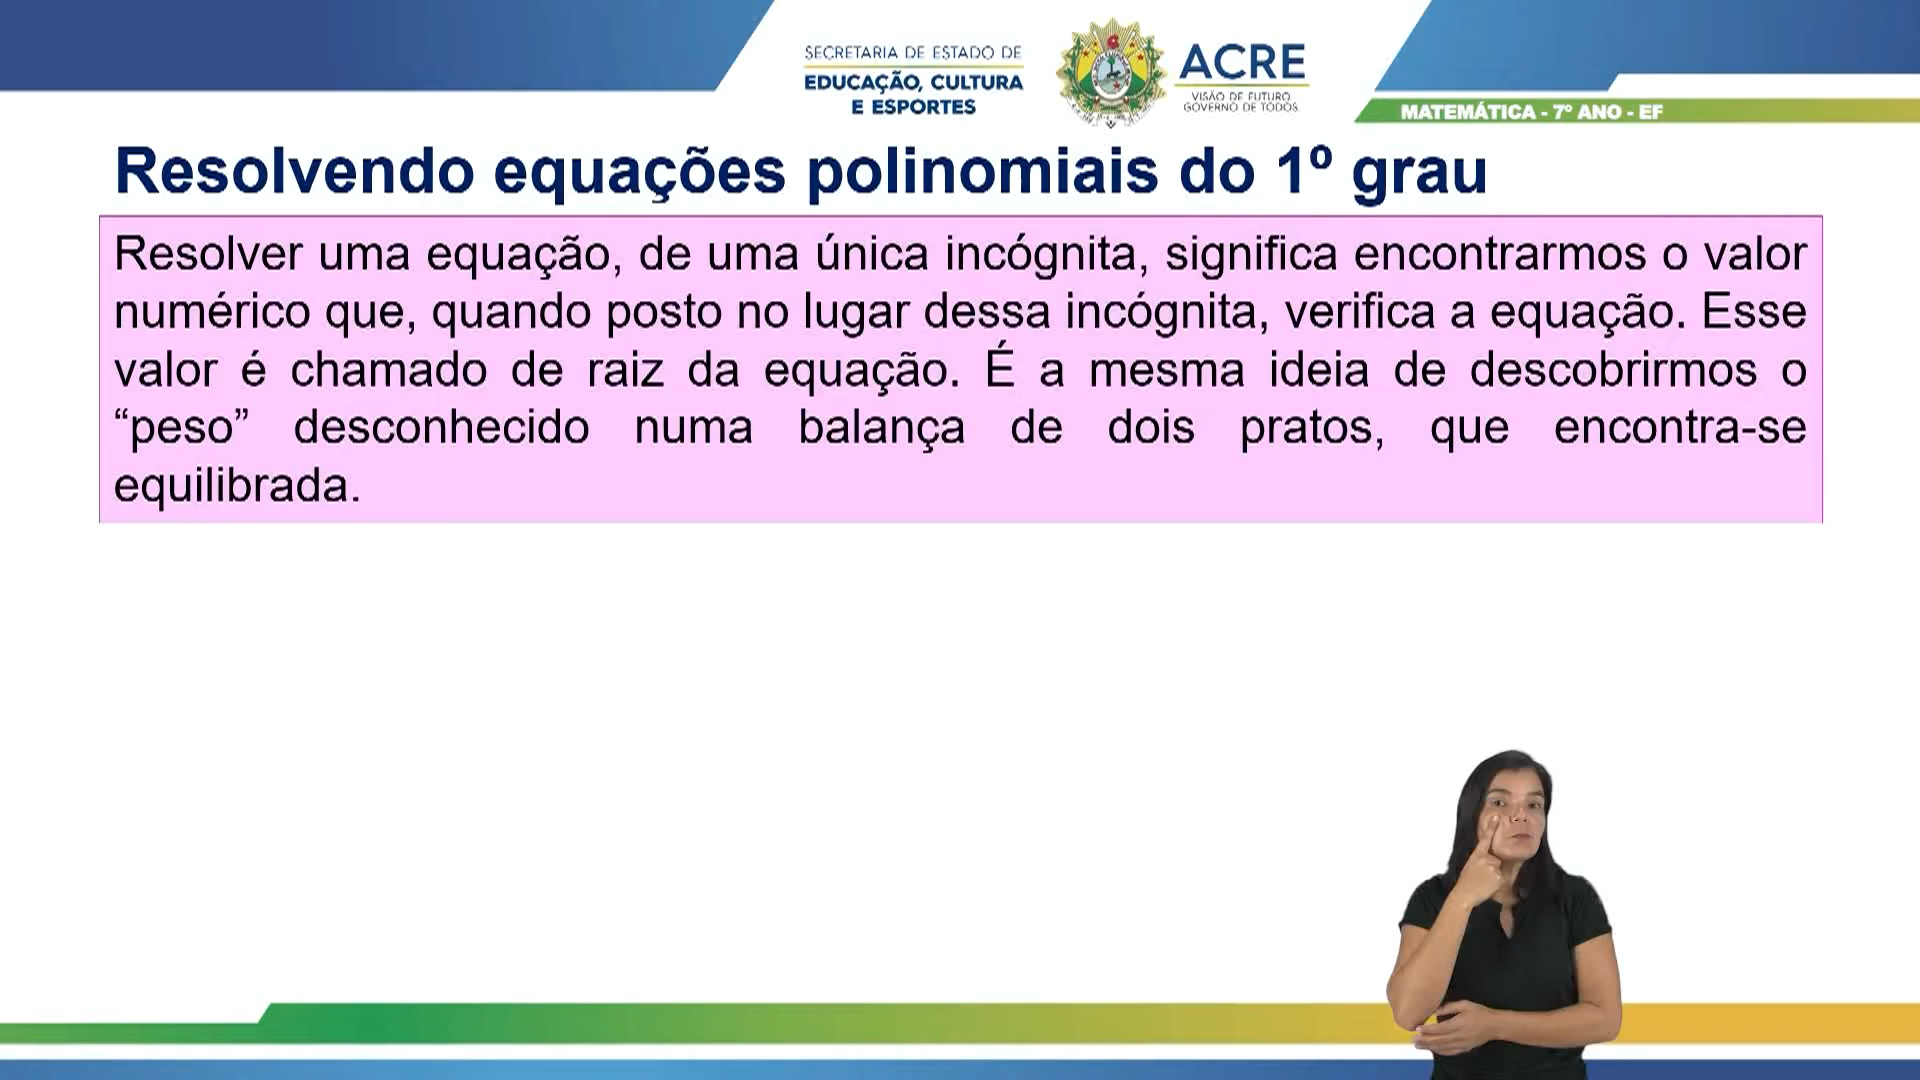 SECRETARIA DE ESTADO DE
EDUCAÇÃO, CULTURA
E ESPORTES
ACRE
VISÃO DE FUTURO
GOVERNO DE TODOS
MATEMÁTICA - 7º ANO - EF
Resolvendo equações polinomiais do 1º grau
Resolver uma equação, de uma única incógnita, significa encontrarmos o valor
numérico que, quando posto no lugar dessa incógnita, verifica a equação. Esse
valor é chamado de raiz da equação. É a mesma ideia de descobrirmos o
“peso” desconhecido numa balança de dois pratos, que encontra-se
equilibrada.